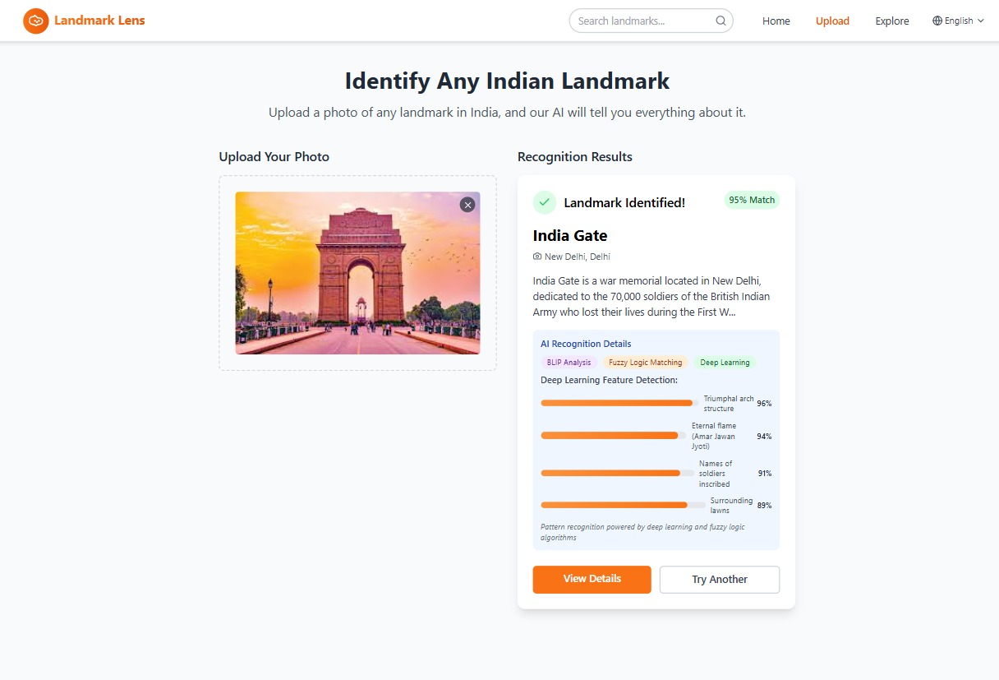 Landmark Lens
Search landmarks...
Home
Upload
Explore
English
Identify Any Indian Landmark
Upload a photo of any landmark in India, and our AI will tell you everything about it.
Upload Your Photo
Recognition Results
Landmark Identified!
95% Match
India Gate
New Delhi, Delhi
India Gate is a war memorial located in New Delhi,
dedicated to the 70,000 soldiers of the British Indian
Army who lost their lives during the First W...
AI Recognition Details
BLIP Analysis
Fuzzy Logic Matching
Deep Learning
Deep Learning Feature Detection:
Triumphal arch
structure
96%
Eternal flame
(Amar Jawan
Jyoti)
94%
Names of
soldiers
inscribed
91%
Surrounding
lawns
89%
Pattern recognition powered by deep learning and fuzzy logic
algorithms
View Details
Try Another